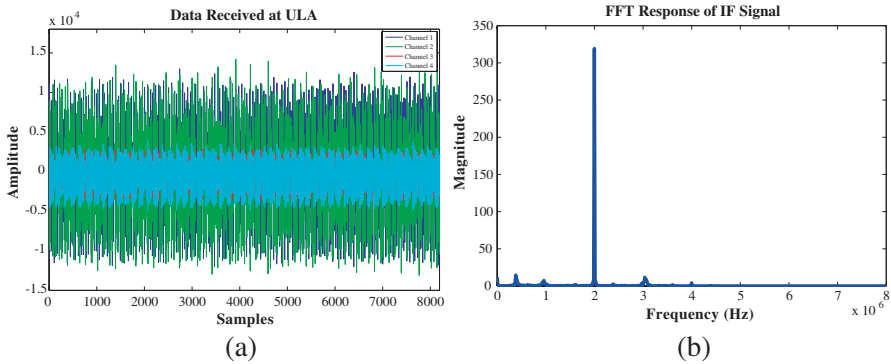 Data Received at ULA
x 10^4
1.5
1
0.5
0
-0.5
-1
-1.5
Amplitude
Channel 1
Channel 2
Channel 3
Channel 4
0 1000 2000 3000 4000 5000 6000 7000 8000
Samples
(a)
FFT Response of IF Signal
350
300
250
200
150
100
50
0
Magnitude
0 1 2 3 4 5 6 7 8
x 10^6
Frequency (Hz)
(b)